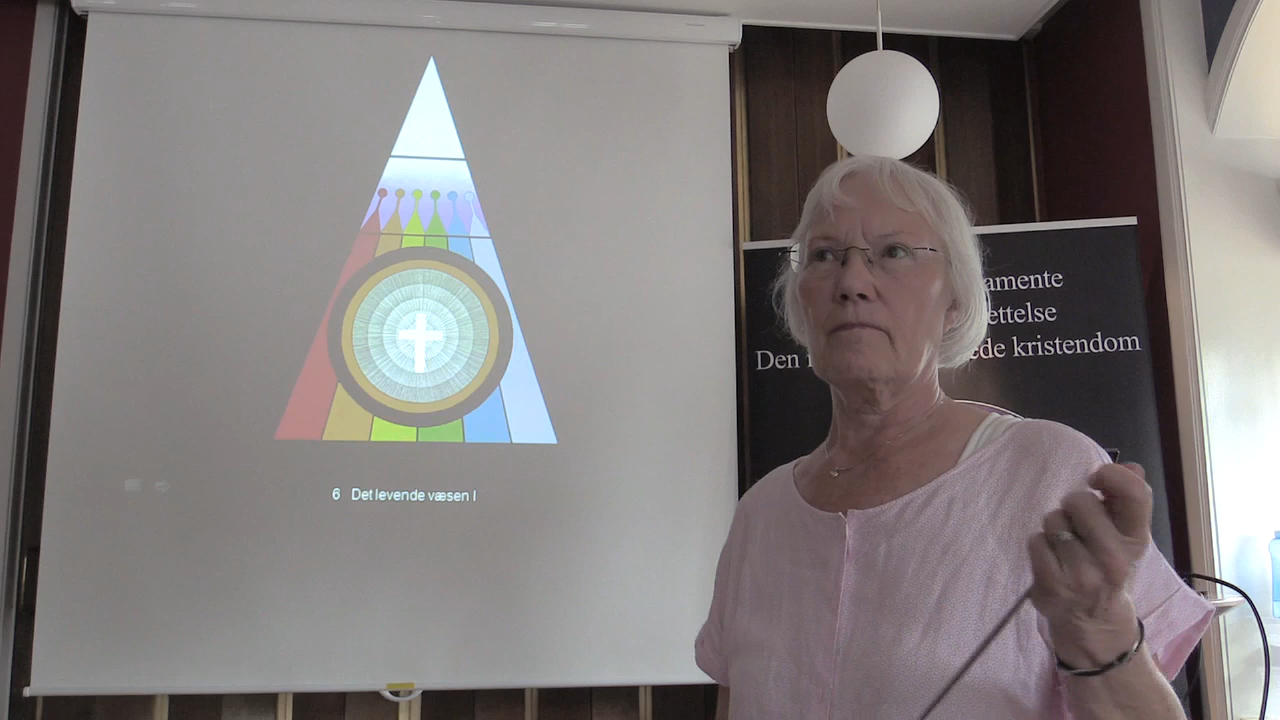 6 Det levende væsen I
amente
ettelse
Den
ede kristendom